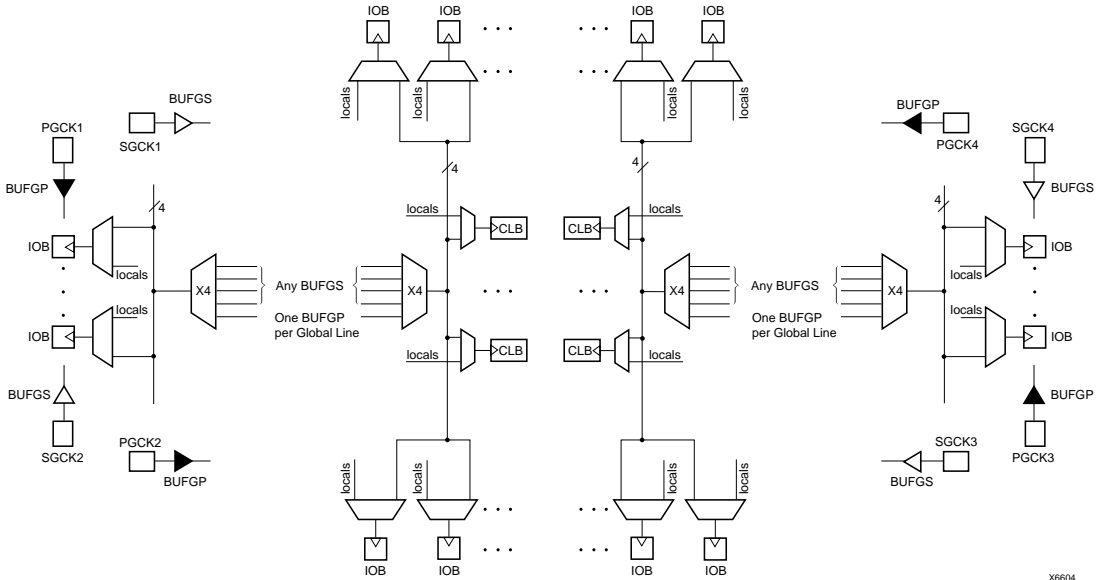 IOB IOB IOB IOB
locals locals locals locals
BUFGS
PGCK1
SGCK1
BUFGP
PGCK4
SGCK4
BUFGP
BUFGS
4 4 4 4
locals
CLB
CLB
locals
IOB
locals
IOB
locals
X4
Any BUFGS
X4
X4
Any BUFGS
X4
One BUFGP
per Global Line
One BUFGP
per Global Line
locals
IOB
locals
IOB
locals
CLB
CLB
locals
BUFGS
BUFGP
SGCK2
PGCK2
BUFGP
SGCK3
BUFGS
PGCK3
locals locals locals locals
IOB IOB IOB IOB
X6604